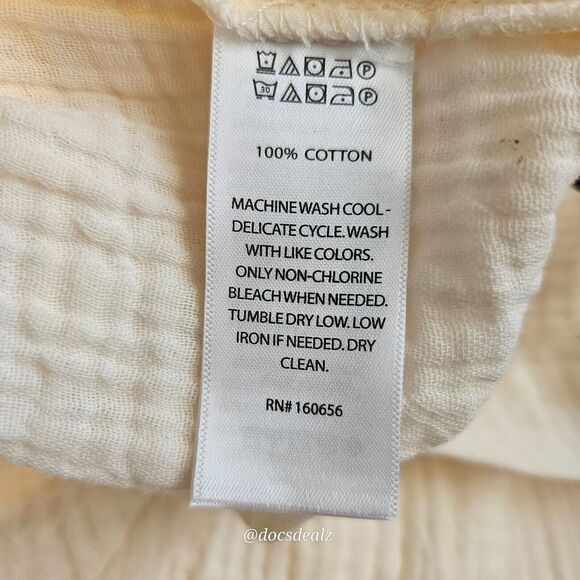 P
30 P
100% COTTON
MACHINE WASH COOL -
DELICATE CYCLE. WASH
WITH LIKE COLORS.
ONLY NON-CHLORINE
BLEACH WHEN NEEDED.
TUMBLE DRY LOW. LOW
IRON IF NEEDED. DRY
CLEAN.
RN# 160656
@docsdealz